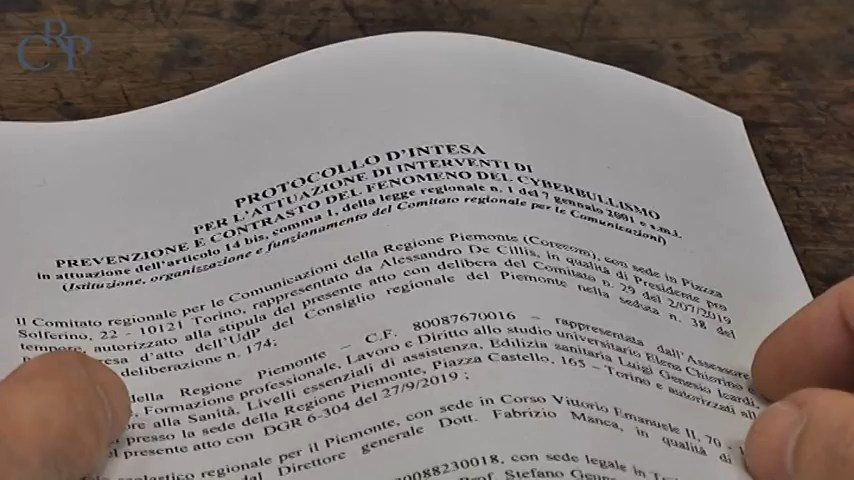 CRP
PROTOCOLLO D'INTESA
PER L'ATTUAZIONE DI INTERVENTI DI
PREVENZIONE E CONTRASTO DEL FENOMENO DEL CYBERBULLISMO
in attuazione dell'articolo 14 bis, comma 1, della legge regionale n. 1 del 7 gennaio 2001 e s.m.i.
(Istituzione, organizzazione e funzionamento del Comitato regionale per le Comunicazioni)
Il Comitato regionale per le Comunicazioni della Regione Piemonte (Corecom), con sede in Piazza
Solferino, 22 - 10121 Torino, rappresentato da Alessandro De Cillis, in qualità di Presidente pro
tempore, autorizzato alla stipula del presente atto con delibera del Comitato n. 29 del 2/07/2019
presa d'atto dell'UdP del Consiglio regionale del Piemonte nella seduta n. 38 del
deliberazione n. 174;
della Regione Piemonte – C.F. 80087670016 – rappresentata dall'Assessore
Formazione professionale, Lavoro e Diritto allo studio universitario Elena Chiorino e
alla Sanità, Livelli essenziali di assistenza, Edilizia sanitaria Luigi Genesio Icardi,
presso la sede della Regione Piemonte, Piazza Castello, 165 – Torino e autorizzati alla
presente atto con DGR 6-304 del 27/9/2019;
scolastico regionale per il Piemonte, con sede in Corso Vittorio Emanuele II, 70,
dal Direttore generale Dott. Fabrizio Manca, in qualità di
80088230018, con sede legale in
Prof. Stefano